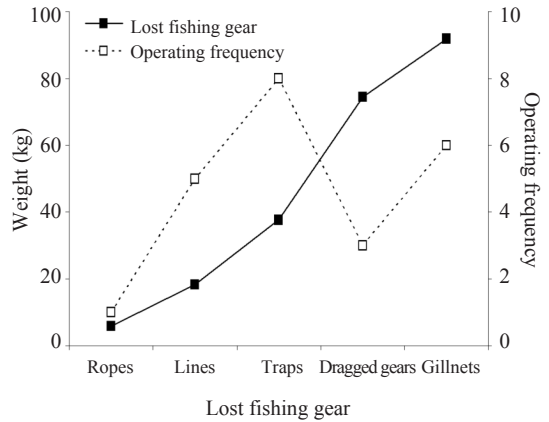 Lost fishing gear
Operating frequency
100
80
60
40
20
0
Weight (kg)
10
8
6
4
2
0
Operating frequency
Ropes Lines Traps Dragged gears Gillnets
Lost fishing gear